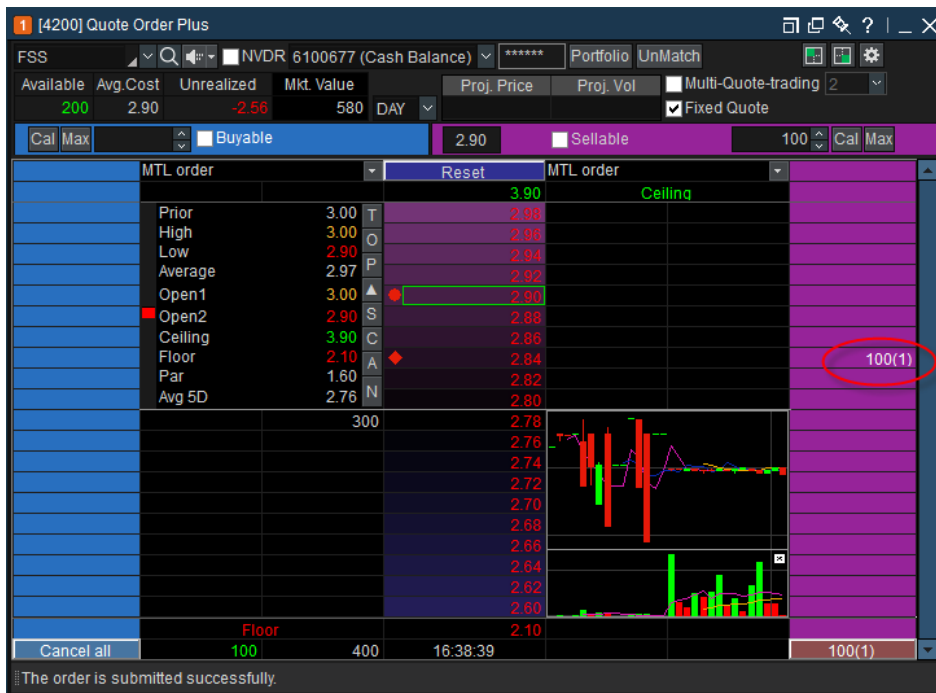 1 [4200] Quote Order Plus
FSS NVDR 6100677 (Cash Balance) ****** Portfolio UnMatch
Available Avg.Cost Unrealized Mkt. Value Proj. Price Proj. Vol Multi-Quote-trading 2
200 2.90 -2.56 580 DAY Fixed Quote
Cal Max Buyable 2.90 Sellable 100 Cal Max
MTL order Reset MTL order
3.90 Ceiling
Prior 3.00 T 2.98
High 3.00 O 2.96
Low 2.90 2.94
Average 2.97 P 2.92
Open1 3.00 ▲ 2.90
Open2 2.90 S 2.88
Ceiling 3.90 C 2.86
Floor 2.10 A 2.84 100(1)
Par 1.60 2.82
Avg 5D 2.76 N 2.80
300 2.78
2.76
2.74
2.72
2.70
2.68
2.66
2.64
2.62
2.60
Floor 2.10
Cancel all 100 400 16:38:39 100(1)
The order is submitted successfully.